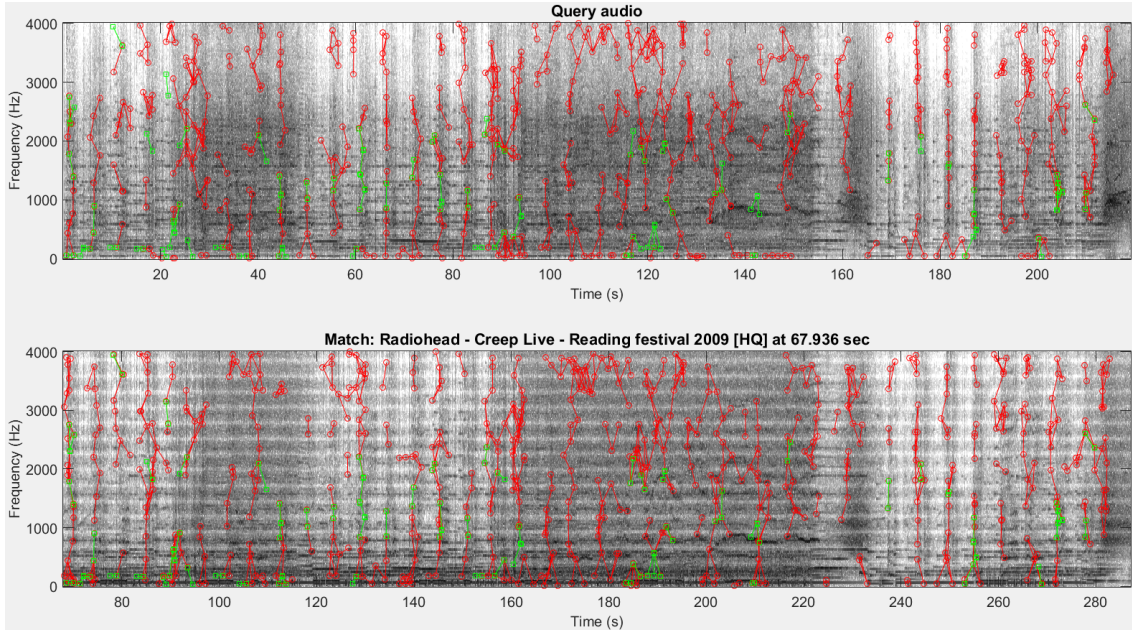 Query audio
4000
3000
2000
1000
0
Frequency (Hz)
20 40 60 80 100 120 140 160 180 200
Time (s)
Match: Radiohead - Creep Live - Reading festival 2009 [HQ] at 67.936 sec
4000
3000
2000
1000
0
Frequency (Hz)
80 100 120 140 160 180 200 220 240 260 280
Time (s)